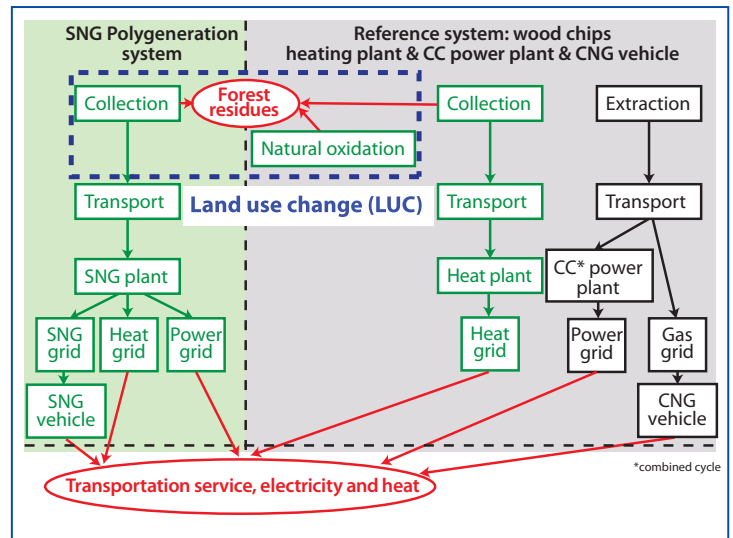 SNG Polygeneration
system
Reference system: wood chips
heating plant & CC power plant & CNG vehicle
Collection
Forest
residues
Collection
Extraction
Natural oxidation
Transport
Land use change (LUC)
Transport
Transport
SNG plant
Heat plant
CC* power
plant
SNG
grid
Heat
grid
Power
grid
Heat
grid
Power
grid
Gas
grid
SNG
vehicle
CNG
vehicle
*combined cycle
Transportation service, electricity and heat